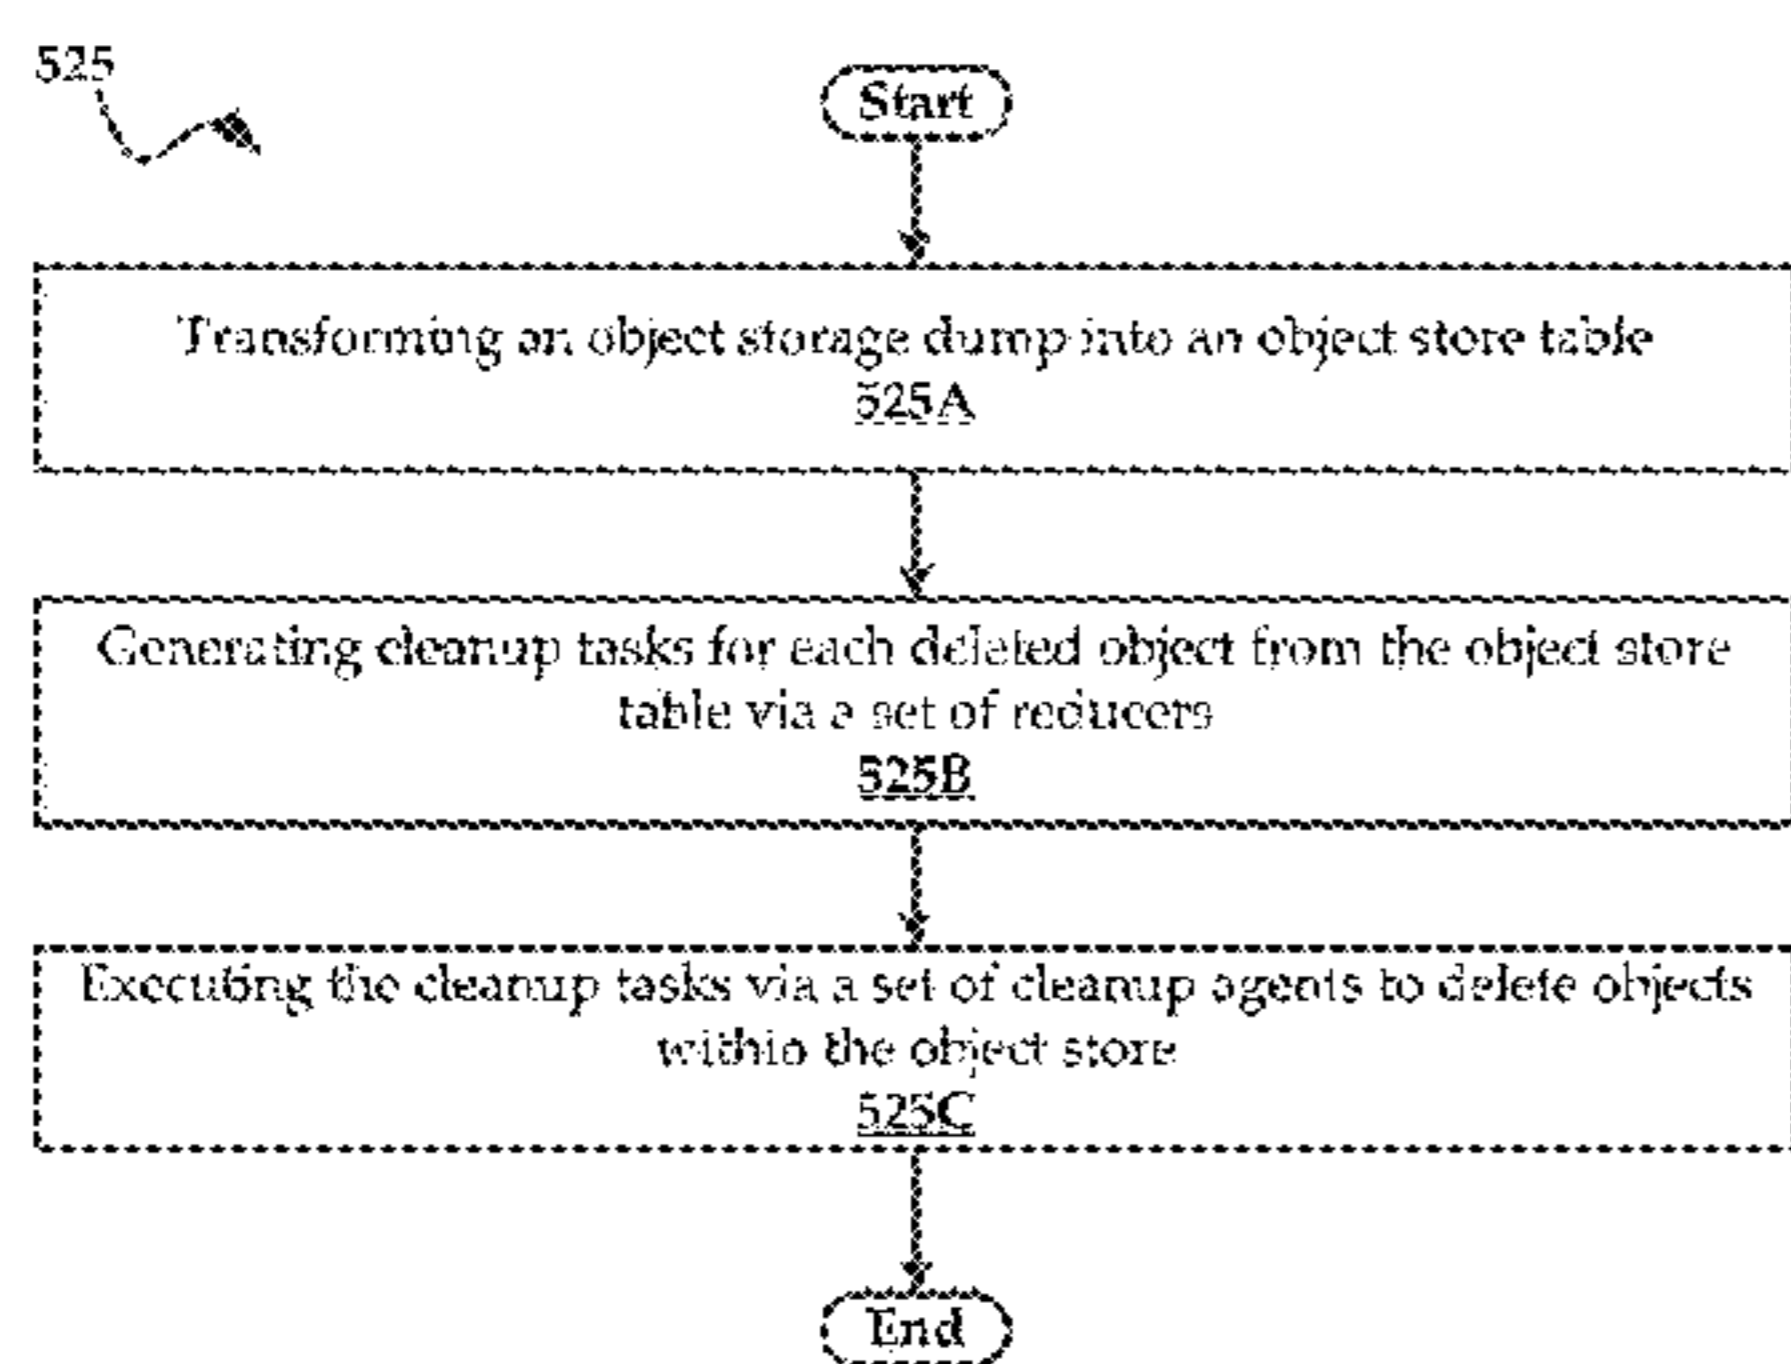 525
Start
Transforming an object storage dump into an object store table
525A
Generating cleanup tasks for each deleted object from the object store
table via a set of reducers
525B
Executing the cleanup tasks via a set of cleanup agents to delete objects
within the object store
525C
End